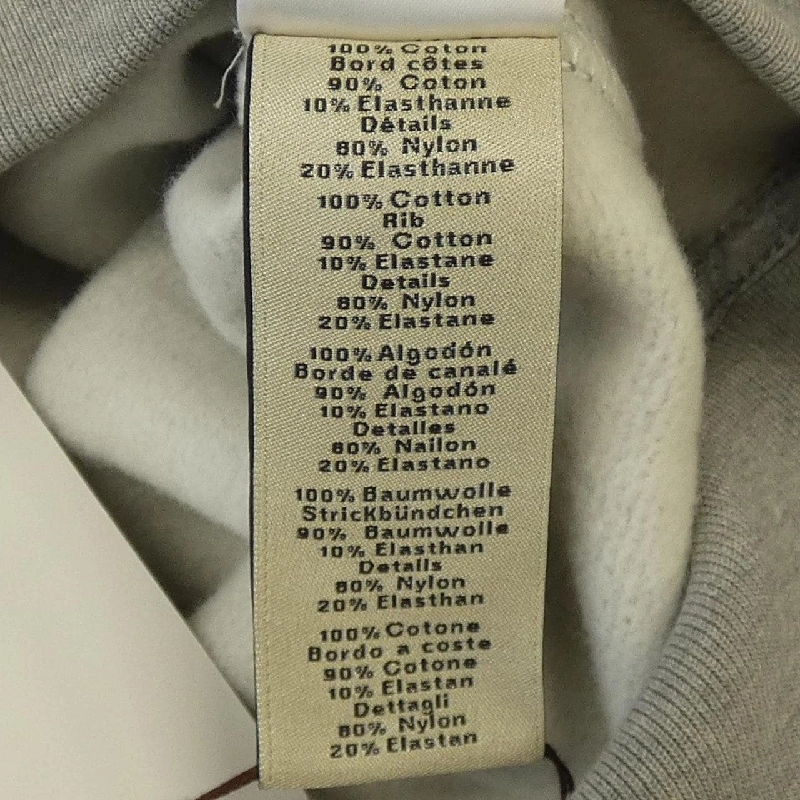 100% Coton
Bord côtes
90% Coton
10% Elasthanne
Détails
80% Nylon
20% Elasthanne
100% Cotton
Rib
90% Cotton
10% Elastane
Details
80% Nylon
20% Elastane
100% Algodón
Borde de canalé
90% Algodón
10% Elastano
Detalles
80% Nailon
20% Elastano
100% Baumwolle
Strickbündchen
90% Baumwolle
10% Elasthan
Details
80% Nylon
20% Elasthan
100% Cotone
Bordo a coste
90% Cotone
10% Elastan
Dettagli
80% Nylon
20% Elastan